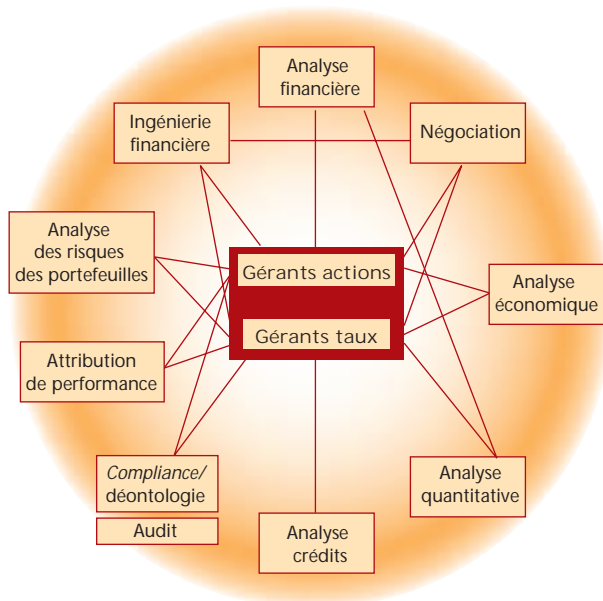 Analyse
financière
Ingénierie
financière
Négociation
Analyse
des risques
des portefeuilles
Gérants actions
Analyse
économique
Gérants taux
Attribution
de performance
Compliance/
déontologie
Audit
Analyse
crédits
Analyse
quantitative